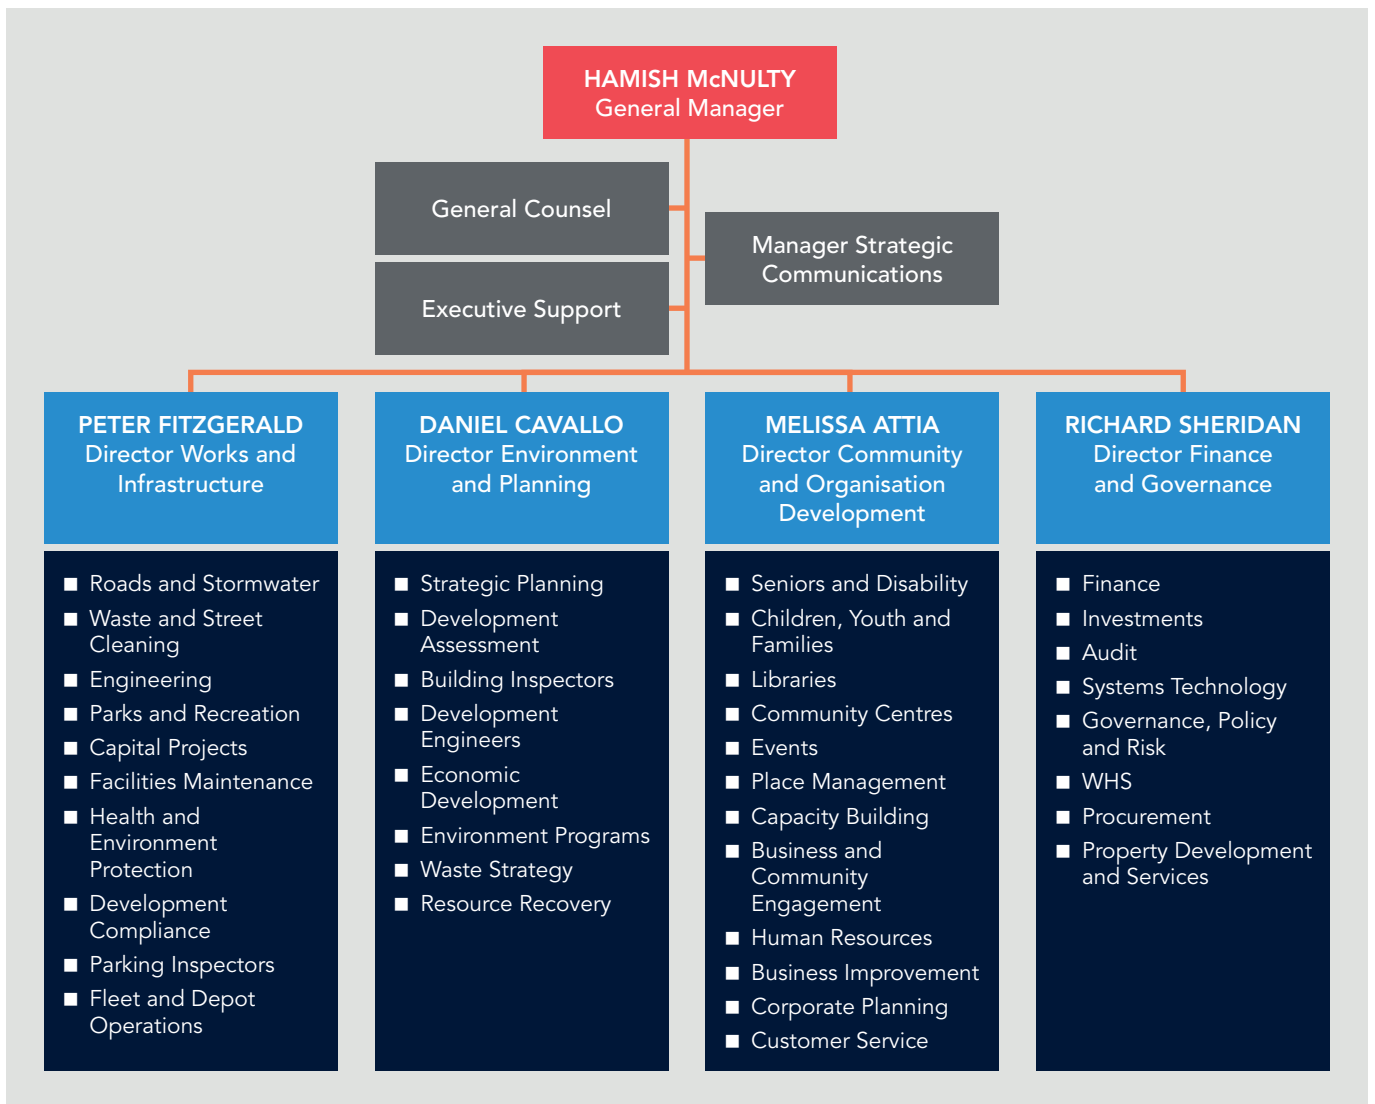 HAMISH McNULTY
General Manager
General Counsel
Manager Strategic
Communications
Executive Support
PETER FITZGERALD
Director Works and
Infrastructure
■ Roads and Stormwater
■ Waste and Street
Cleaning
■ Engineering
■ Parks and Recreation
■ Capital Projects
■ Facilities Maintenance
■ Health and
Environment
Protection
■ Development
Compliance
■ Parking Inspectors
■ Fleet and Depot
Operations
DANIEL CAVALLO
Director Environment
and Planning
■ Strategic Planning
■ Development
Assessment
■ Building Inspectors
■ Development
Engineers
■ Economic
Development
■ Environment Programs
■ Waste Strategy
■ Resource Recovery
MELISSA ATTIA
Director Community
and Organisation
Development
■ Seniors and Disability
■ Children, Youth and
Families
■ Libraries
■ Community Centres
■ Events
■ Place Management
■ Capacity Building
■ Business and
Community
Engagement
■ Human Resources
■ Business Improvement
■ Corporate Planning
■ Customer Service
RICHARD SHERIDAN
Director Finance
and Governance
■ Finance
■ Investments
■ Audit
■ Systems Technology
■ Governance, Policy
and Risk
■ WHS
■ Procurement
■ Property Development
and Services